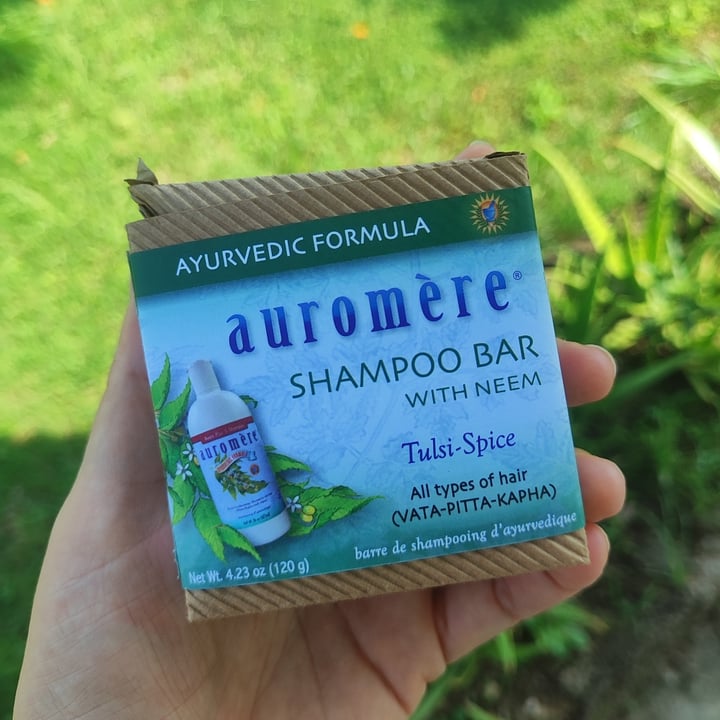 AYURVEDIC FORMULA
auromère®
SHAMPOO BAR
WITH NEEM
Tulsi-Spice
All types of hair
(VATA-PITTA-KAPHA)
barre de shampooing d'ayurvedique
Net Wt. 4.23 oz (120 g)
auromère